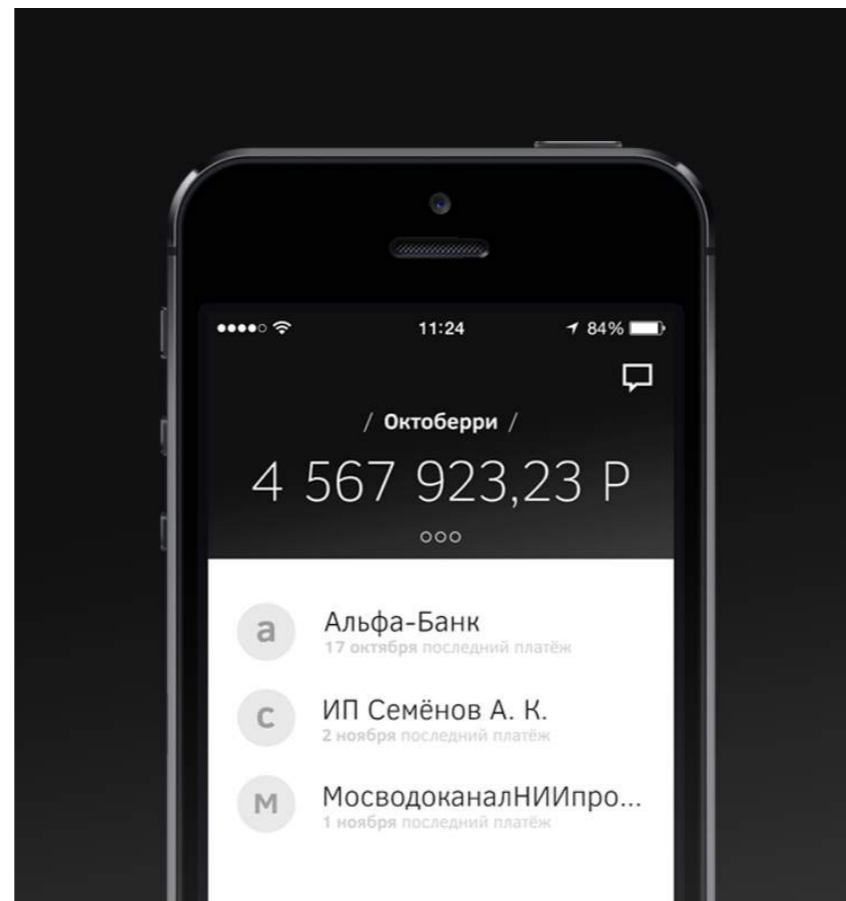 11:24
84%
/ Октоберри /
4 567 923,23 Р
а
Альфа-Банк
17 октября последний платёж
с
ИП Семёнов А. К.
2 ноября последний платёж
м
МосводоканалНИИпро...
1 ноября последний платёж